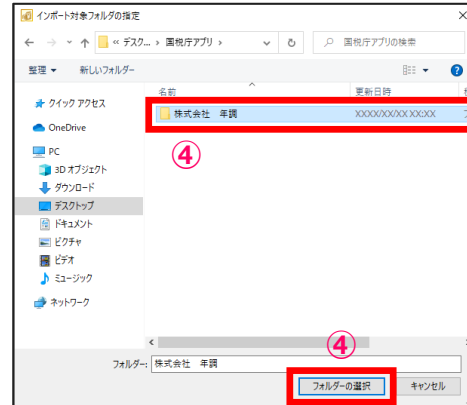 インポート対象フォルダの指定
« デスク... › 国税庁アプリ ›
国税庁アプリの検索
整理 新しいフォルダー
名前 更新日時
クイック アクセス
株式会社 年調 XXXX/XX/XX XX:XX
OneDrive
④
PC
3D オブジェクト
ダウンロード
デスクトップ
ドキュメント
ピクチャ
ビデオ
ミュージック
ネットワーク
④
フォルダー: 株式会社 年調
フォルダーの選択 キャンセル